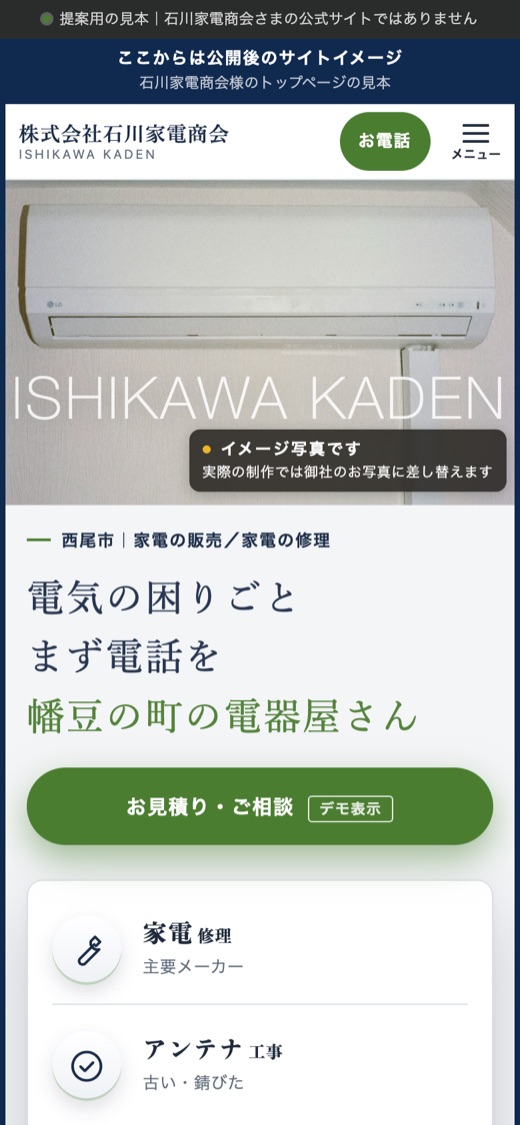 提案用の見本｜石川家電商会さまの公式サイトではありません
ここからは公開後のサイトイメージ
石川家電商会様のトップページの見本
株式会社石川家電商会
ISHIKAWA KADEN
お電話
メニュー
LG
ISHIKAWA KADEN
イメージ写真です
実際の制作では御社のお写真に差し替えます
西尾市｜家電の販売／家電の修理
電気の困りごと
まず電話を
幡豆の町の電器屋さん
お見積り・ご相談 デモ表示
家電 修理
主要メーカー
アンテナ 工事
古い・錆びた